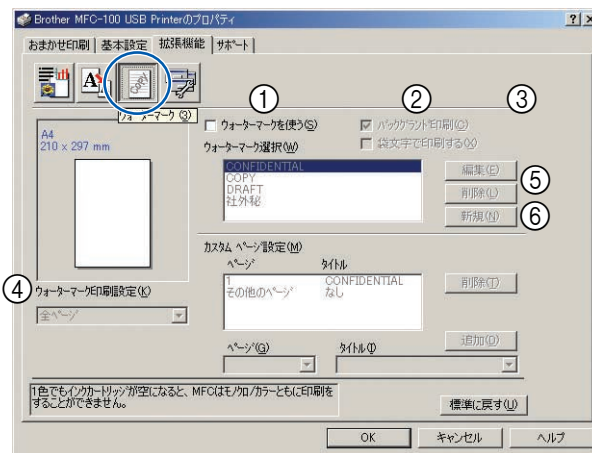 Brother MFC-100 USB Printerのプロパティ
? ×
おまかせ印刷 基本設定 拡張機能 サポート
COPY
ウォーターマーク (3)
① ② ③
A4
210 x 297 mm
ウォーターマークを使う(S)
バックグラウンド印刷(C)
袋文字で印刷する(X)
ウォーターマーク選択(W)
CONFIDENTIAL
COPY
DRAFT
社外秘
編集(E)
削除(L) ⑤
新規(N) ⑥
カスタム ページ設定(M)
ページ タイトル
1 CONFIDENTIAL
その他のページ なし
削除(T)
④ ウォーターマーク印刷設定(K)
全ページ
追加(D)
ページ(G) タイトル(I)
1色でもインクカートリッジが空になると、MFCはモノクロ/カラーともに印刷を
することができません。
標準に戻す(U)
OK キャンセル ヘルプ